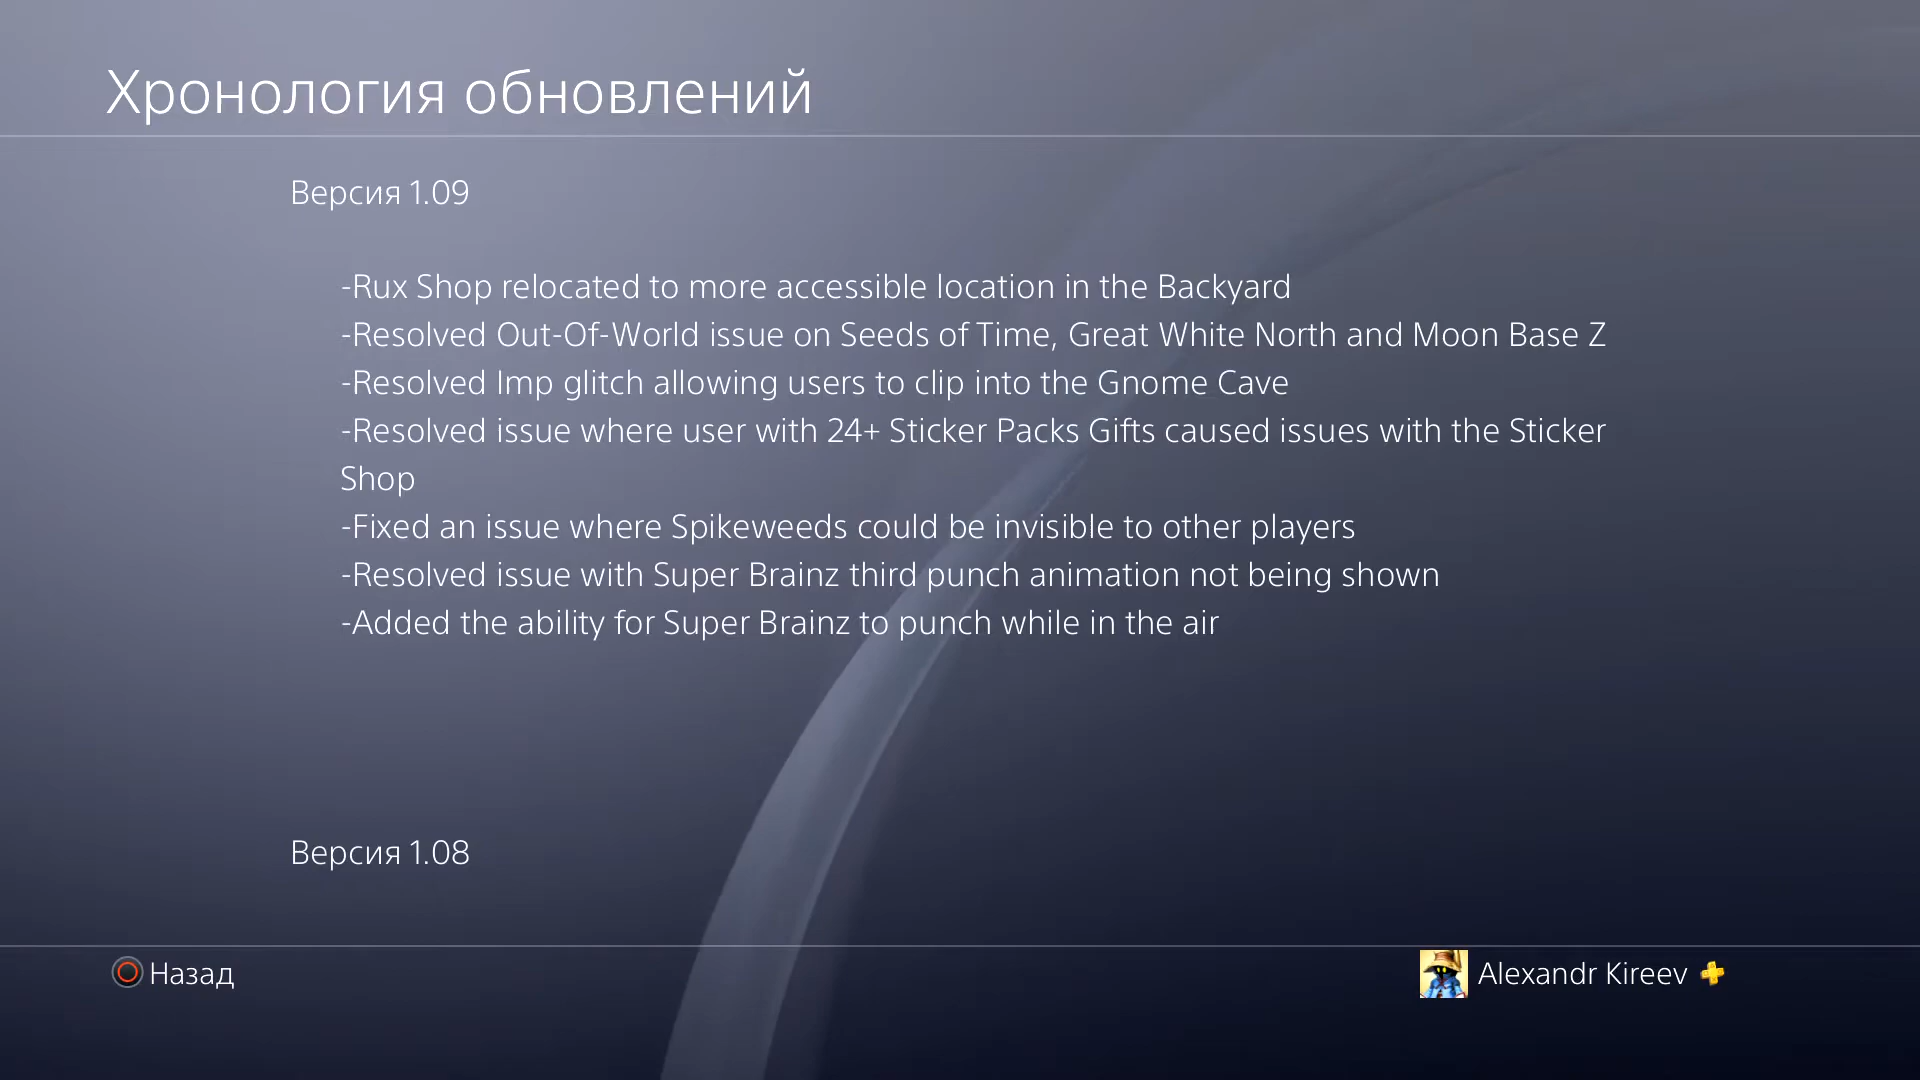 Хронология обновлений
Версия 1.09
-Rux Shop relocated to more accessible location in the Backyard
-Resolved Out-Of-World issue on Seeds of Time, Great White North and Moon Base Z
-Resolved Imp glitch allowing users to clip into the Gnome Cave
-Resolved issue where user with 24+ Sticker Packs Gifts caused issues with the Sticker
Shop
-Fixed an issue where Spikeweeds could be invisible to other players
-Resolved issue with Super Brainz third punch animation not being shown
-Added the ability for Super Brainz to punch while in the air
Версия 1.08
Назад
Alexandr Kireev